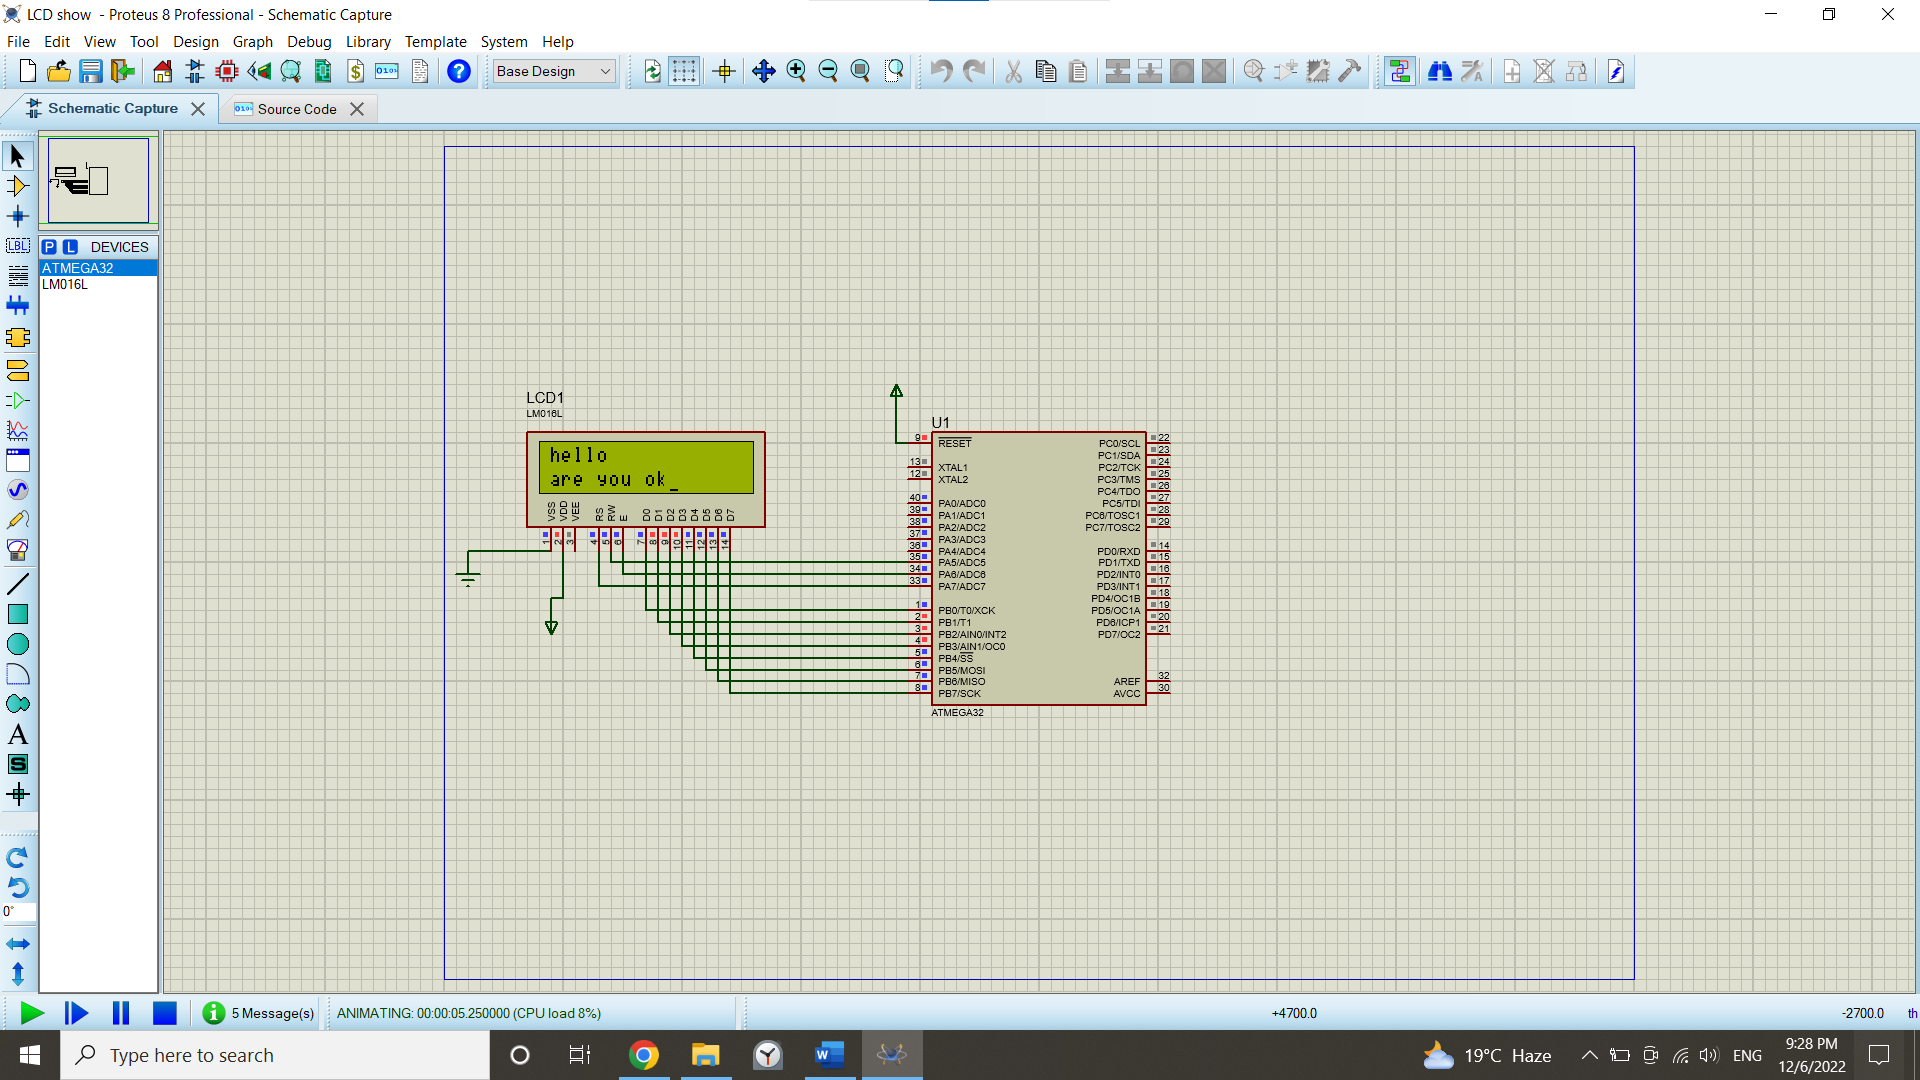 LCD show - Proteus 8 Professional - Schematic Capture
File Edit View Tool Design Graph Debug Library Template System Help
Base Design
Schematic Capture
Source Code
P L DEVICES
ATMEGA32
LM016L
LBL
A
S
0°
LCD1
LM016L
hello
are you ok_
VSS VDD VEE RS RW E D0 D1 D2 D3 D4 D5 D6 D7
1 2 3 4 5 6 7 8 9 10 11 12 13 14
U1
9 RESET PC0/SCL 22
PC1/SDA 23
13 XTAL1 PC2/TCK 24
12 XTAL2 PC3/TMS 25
PC4/TDO 26
40 PA0/ADC0 PC5/TDI 27
39 PA1/ADC1 PC6/TOSC1 28
38 PA2/ADC2 PC7/TOSC2 29
37 PA3/ADC3
36 PA4/ADC4 PD0/RXD 14
35 PA5/ADC5 PD1/TXD 15
34 PA6/ADC6 PD2/INT0 16
33 PA7/ADC7 PD3/INT1 17
PD4/OC1B 18
1 PB0/T0/XCK PD5/OC1A 19
2 PB1/T1 PD6/ICP1 20
3 PB2/AIN0/INT2 PD7/OC2 21
4 PB3/AIN1/OC0
5 PB4/SS
6 PB5/MOSI
7 PB6/MISO AREF 32
8 PB7/SCK AVCC 30
ATMEGA32
5 Message(s)
ANIMATING: 00:00:05.250000 (CPU load 8%)
+4700.0
-2700.0
th
Type here to search
19°C Haze
ENG
9:28 PM
12/6/2022